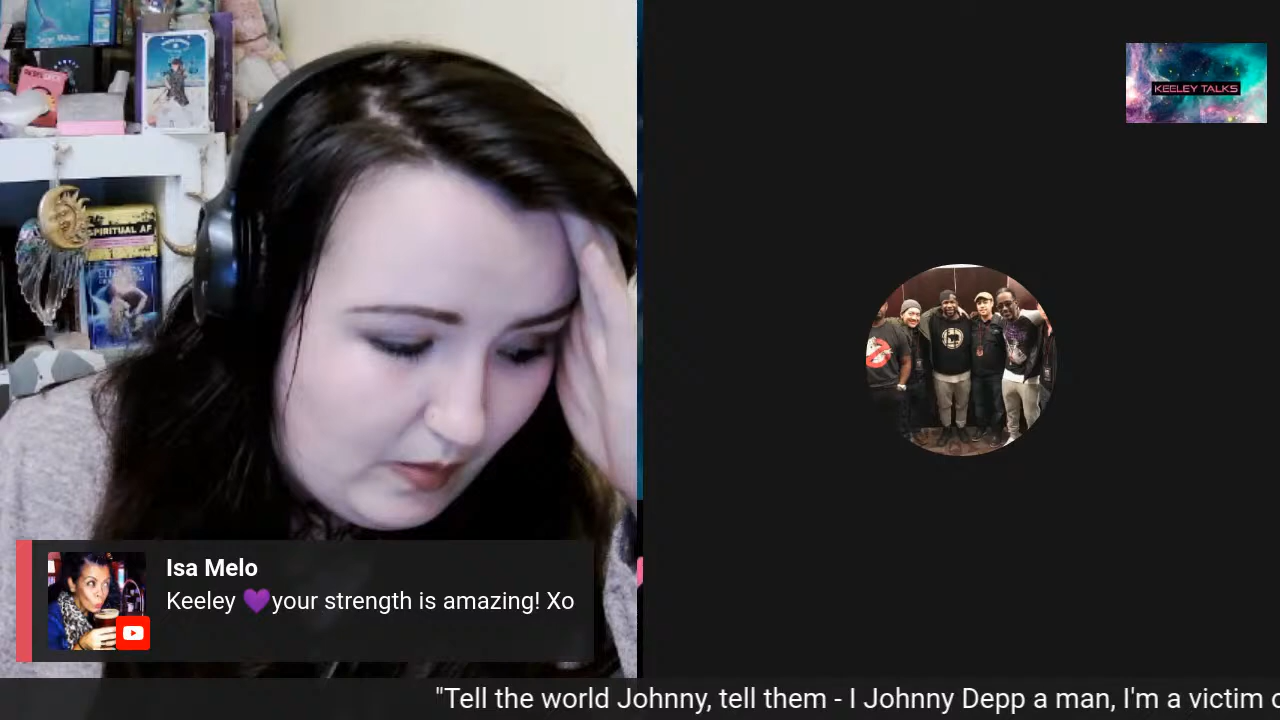 KEELEY TALKS
SPIRITUAL AF
Isa Melo
Keeley 💜your strength is amazing! Xo
"Tell the world Johnny, tell them - I Johnny Depp a man, I'm a victim